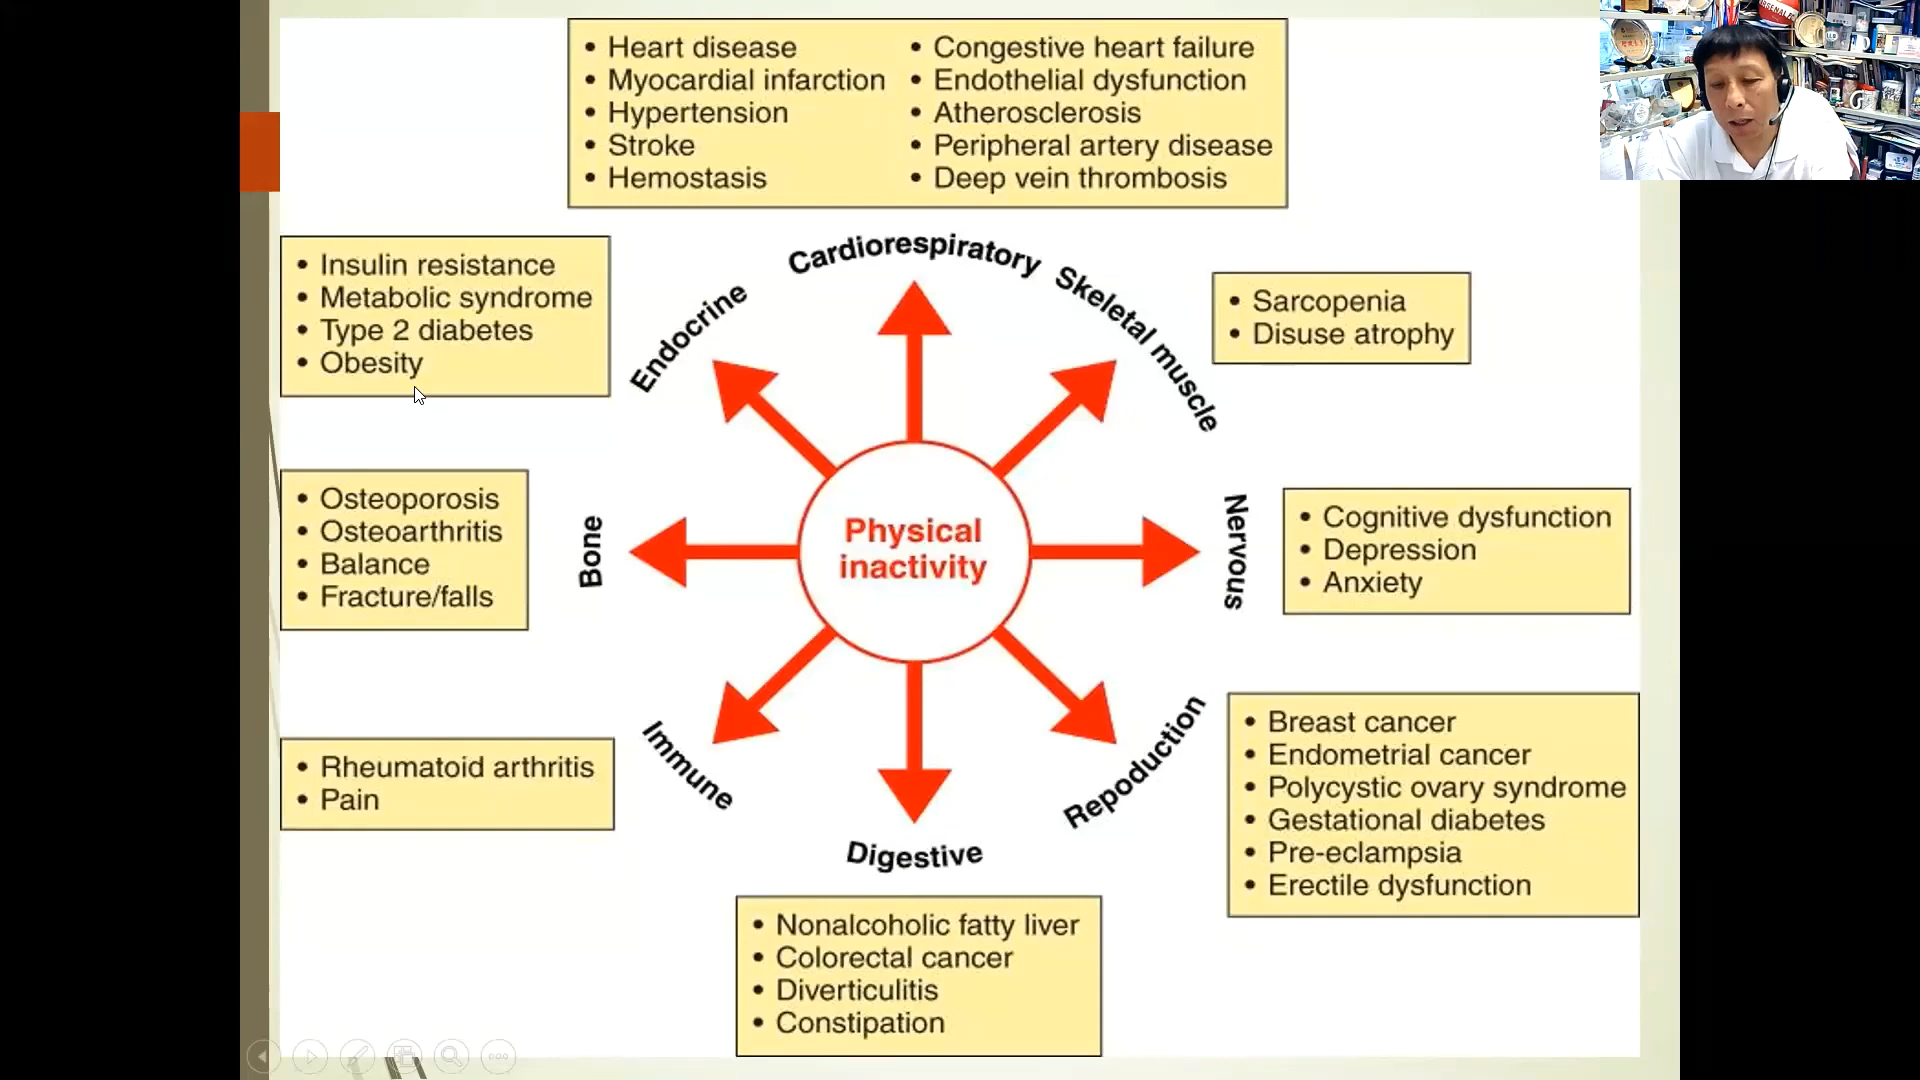 • Heart disease
• Myocardial infarction
• Hypertension
• Stroke
• Hemostasis
• Congestive heart failure
• Endothelial dysfunction
• Atherosclerosis
• Peripheral artery disease
• Deep vein thrombosis
Cardiorespiratory
• Insulin resistance
• Metabolic syndrome
• Type 2 diabetes
• Obesity
Endocrine
Skeletal muscle
• Sarcopenia
• Disuse atrophy
• Osteoporosis
• Osteoarthritis
• Balance
• Fracture/falls
Bone
Physical
inactivity
Nervous
• Cognitive dysfunction
• Depression
• Anxiety
• Rheumatoid arthritis
• Pain
Immune
Repoduction
• Breast cancer
• Endometrial cancer
• Polycystic ovary syndrome
• Gestational diabetes
• Pre-eclampsia
• Erectile dysfunction
Digestive
• Nonalcoholic fatty liver
• Colorectal cancer
• Diverticulitis
• Constipation